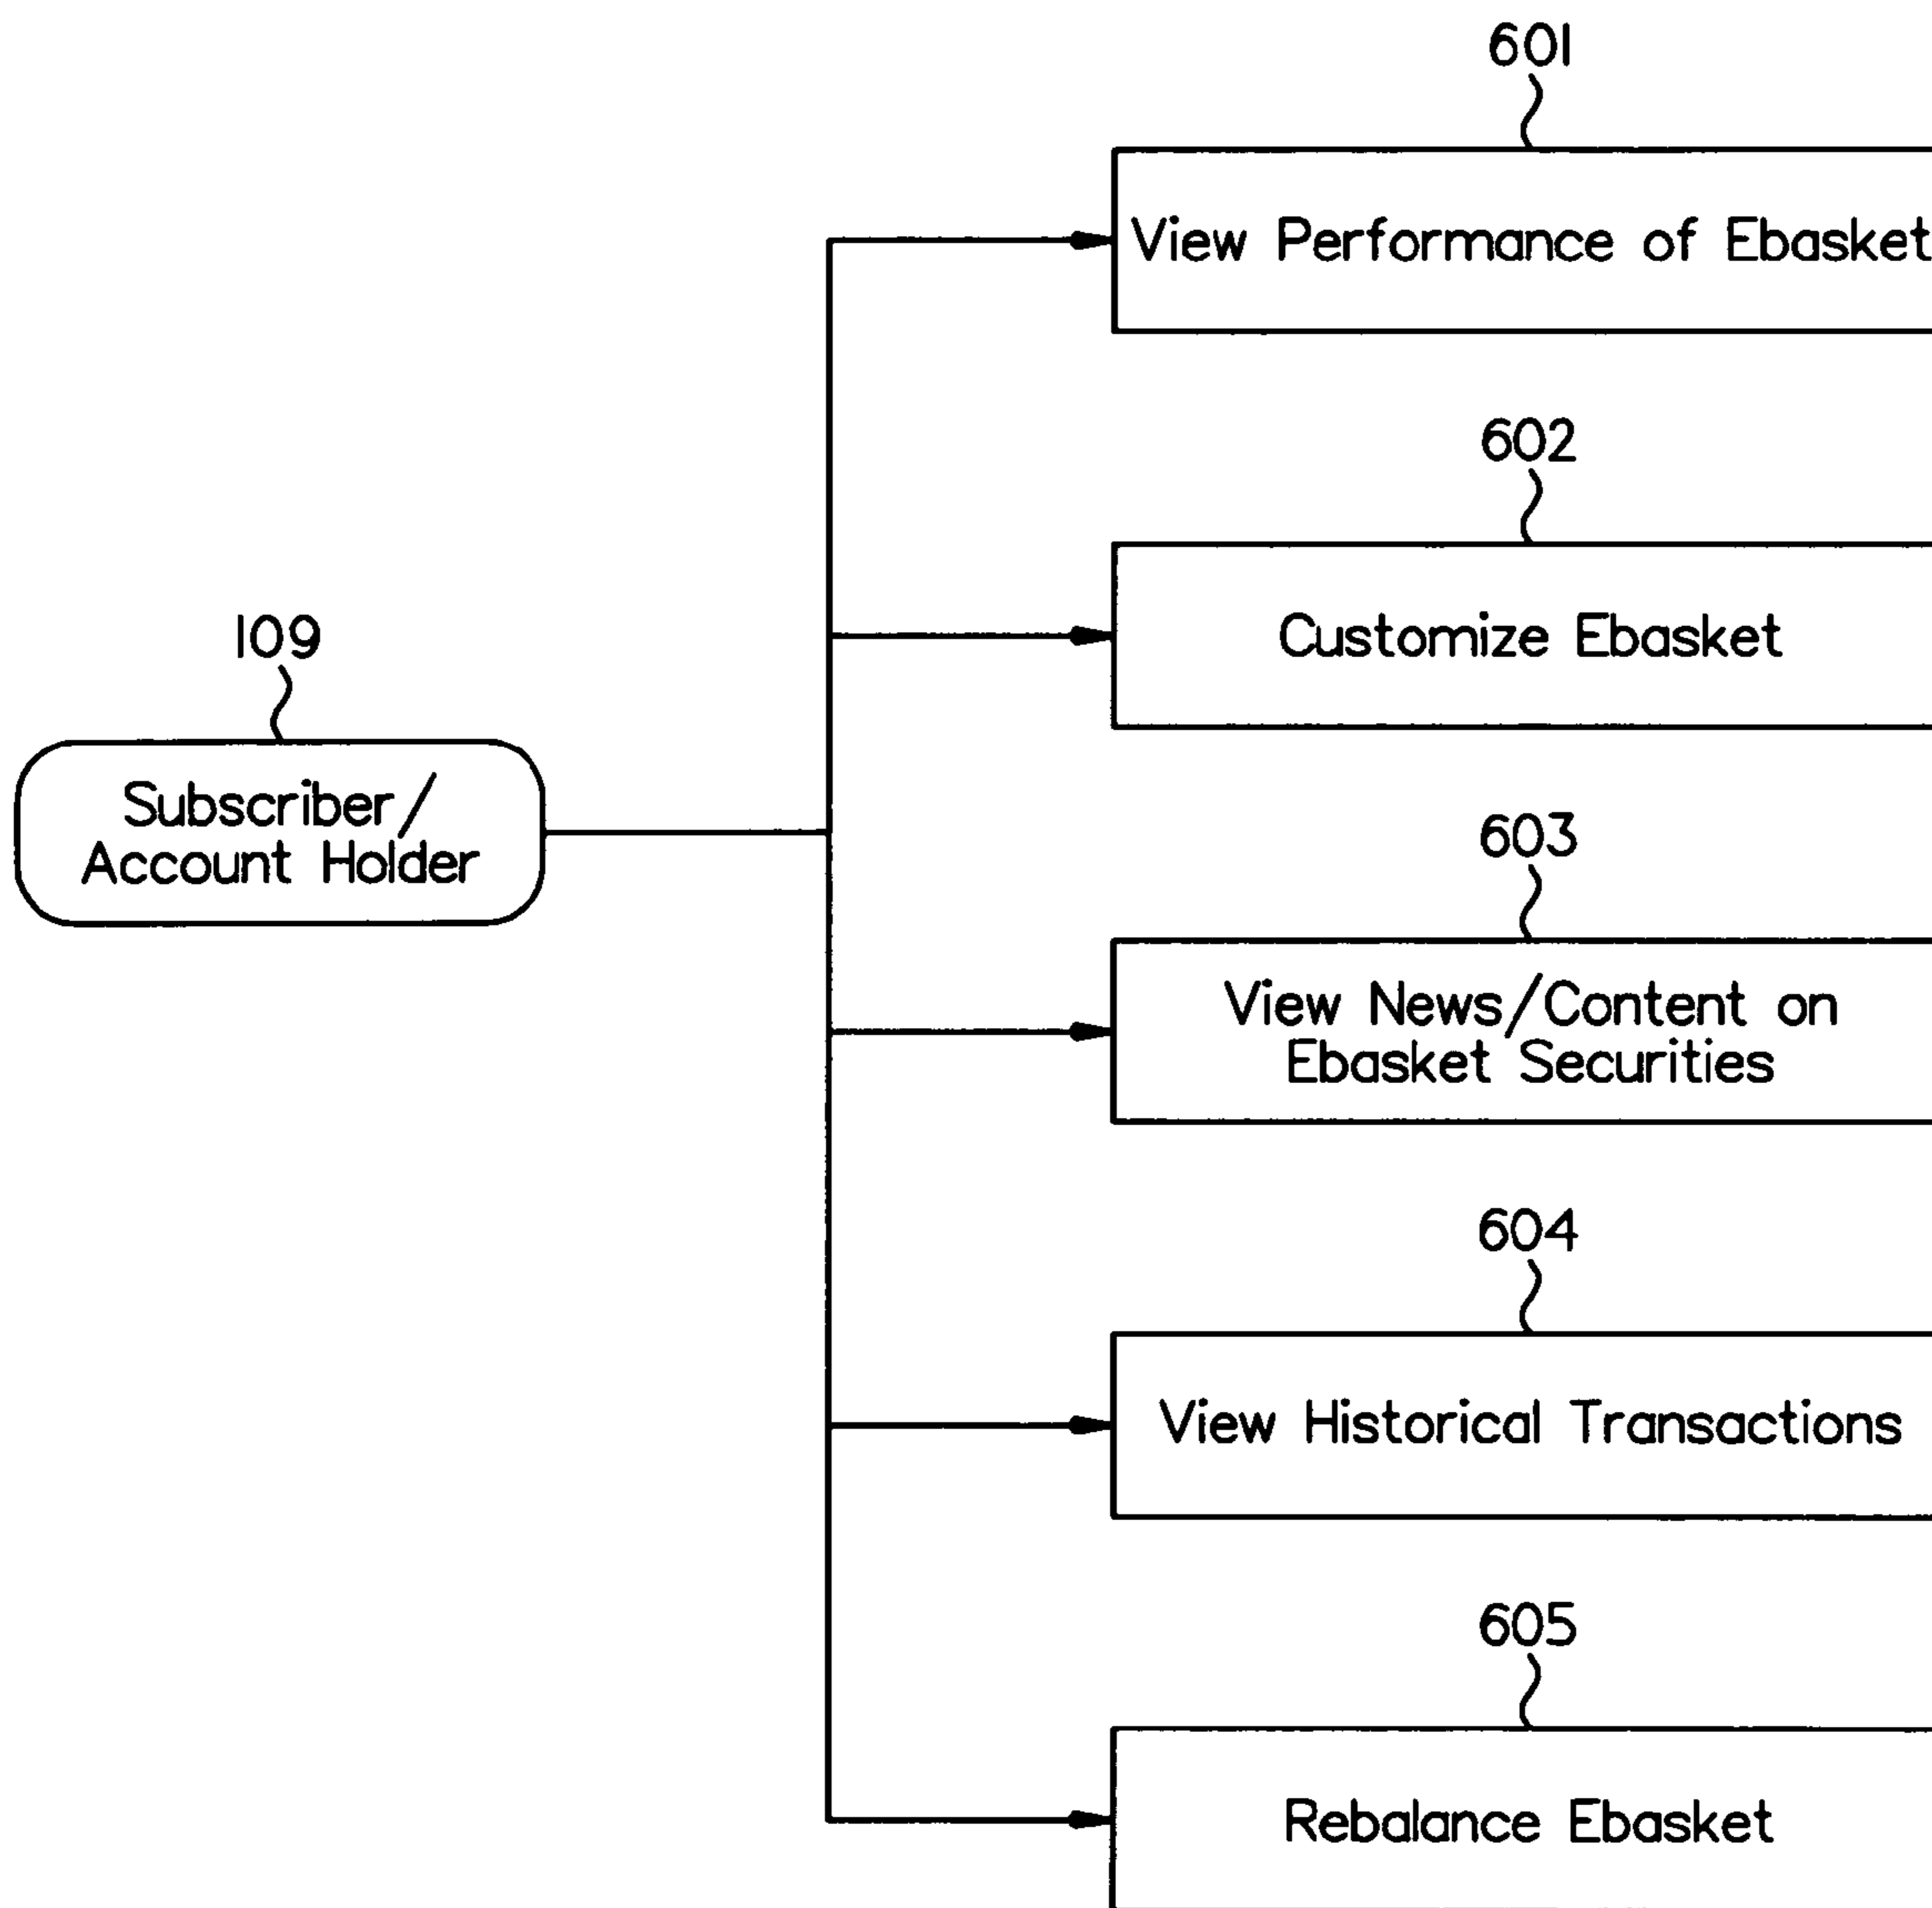 601
View Performance of Ebasket
602
Customize Ebasket
109
Subscriber/
Account Holder
603
View News/Content on
Ebasket Securities
604
View Historical Transactions
605
Rebalance Ebasket